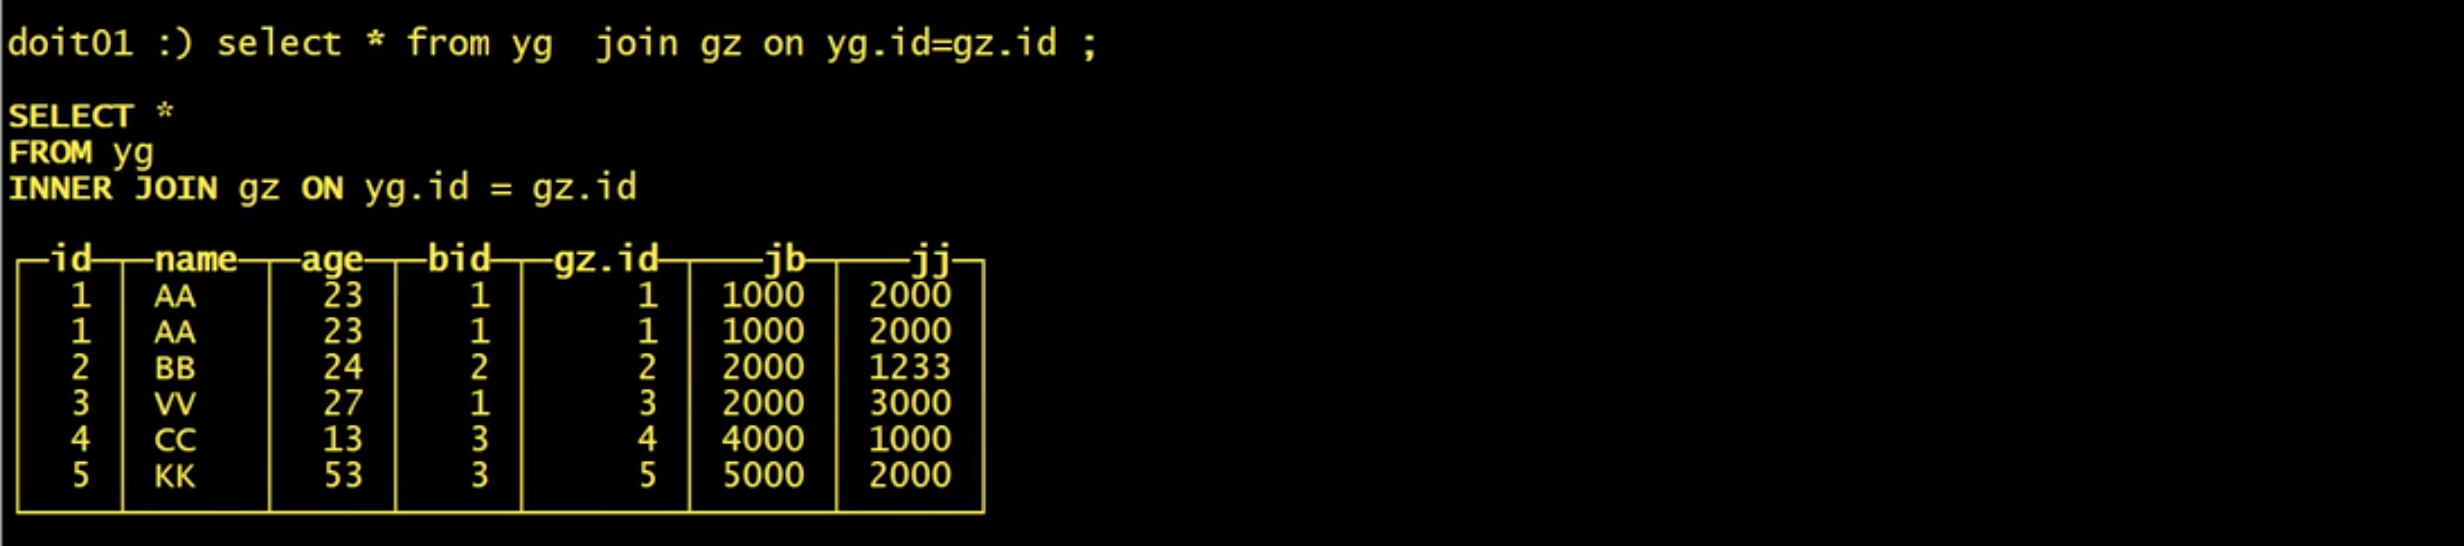 doit01 :) select * from yg  join gz on yg.id=gz.id ;
SELECT *
FROM yg
INNER JOIN gz ON yg.id = gz.id
id name age bid gz.id jb jj
1 AA 23 1 1 1000 2000
1 AA 23 1 1 1000 2000
2 BB 24 2 2 2000 1233
3 VV 27 1 3 2000 3000
4 CC 13 3 4 4000 1000
5 KK 53 3 5 5000 2000